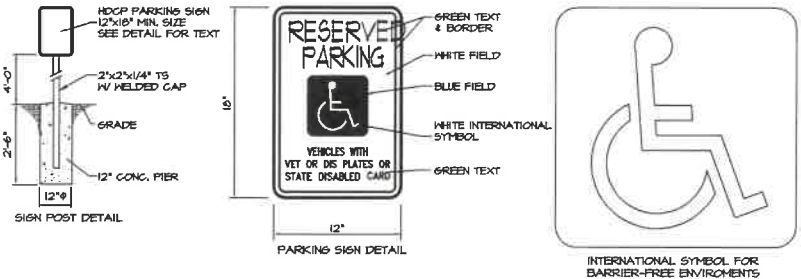 HDCP PARKING SIGN
12"X18" MIN. SIZE
SEE DETAIL FOR TEXT
4'-0"
2"x2"x1/4" TS
W/ WELDED CAP
GRADE
2'-6"
12" CONC. PIER
12"Φ
SIGN POST DETAIL
18"
RESERVED
PARKING
VEHICLES WITH
VET OR DIS PLATES OR
STATE DISABLED CARD
12"
PARKING SIGN DETAIL
GREEN TEXT
& BORDER
WHITE FIELD
BLUE FIELD
WHITE INTERNATIONAL
SYMBOL
GREEN TEXT
INTERNATIONAL SYMBOL FOR
BARRIER-FREE ENVIROMENTS